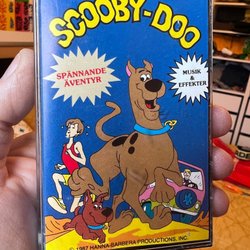 SCOOBY-DOO
SPÄNNANDE
ÄVENTYR
MUSIK
&
EFFEKTER
© 1987 HANNA-BARBERA PRODUCTIONS, INC.